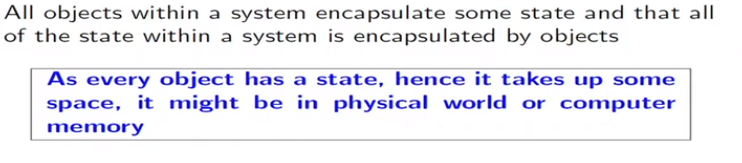 All objects within a system encapsulate some state and that all
of the state within a system is encapsulated by objects
As every object has a state, hence it takes up some
space, it might be in physical world or computer
memory